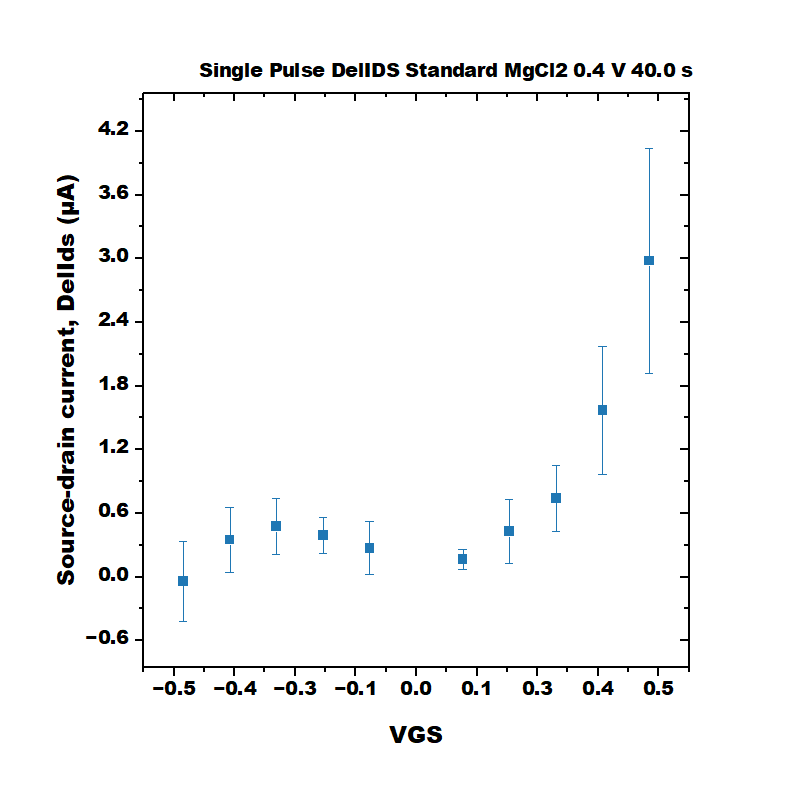 Single Pulse DelIDS Standard MgCl2 0.4 V 40.0 s
4.2
3.6
3.0
2.4
1.8
1.2
0.6
0.0
−0.6
Source-drain current, DelIds (μA)
−0.5 −0.4 −0.3 −0.1 0.0 0.1 0.3 0.4 0.5
VGS